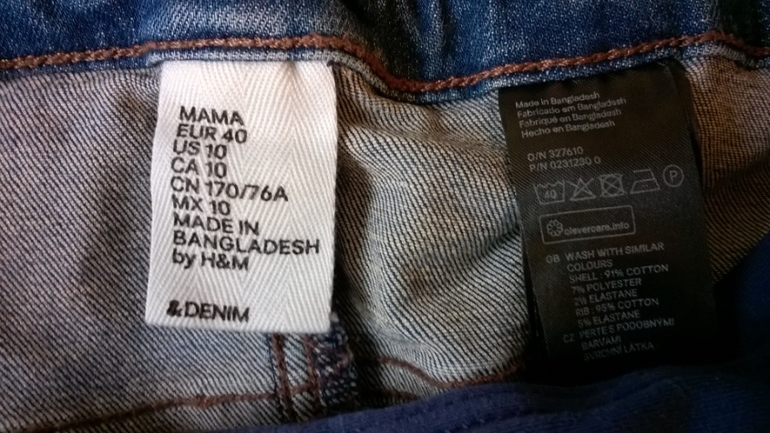 MAMA
EUR 40
US 10
CA 10
CN 170/76A
MX 10
MADE IN
BANGLADESH
by H&M
&DENIM
Made in Bangladesh
Fabricado em Bangladesh
Fabriqué en Bangladesh
Hecho en Bangladesh
O/N 327610
P/N 0231230 0
40 P
clevercare.info
GB WASH WITH SIMILAR
COLOURS
SHELL: 91% COTTON
7% POLYESTER
2% ELASTANE
RIB: 95% COTTON
5% ELASTANE
CZ PERTE S PODOBNÝMI
BARVAMI
LÁTKA